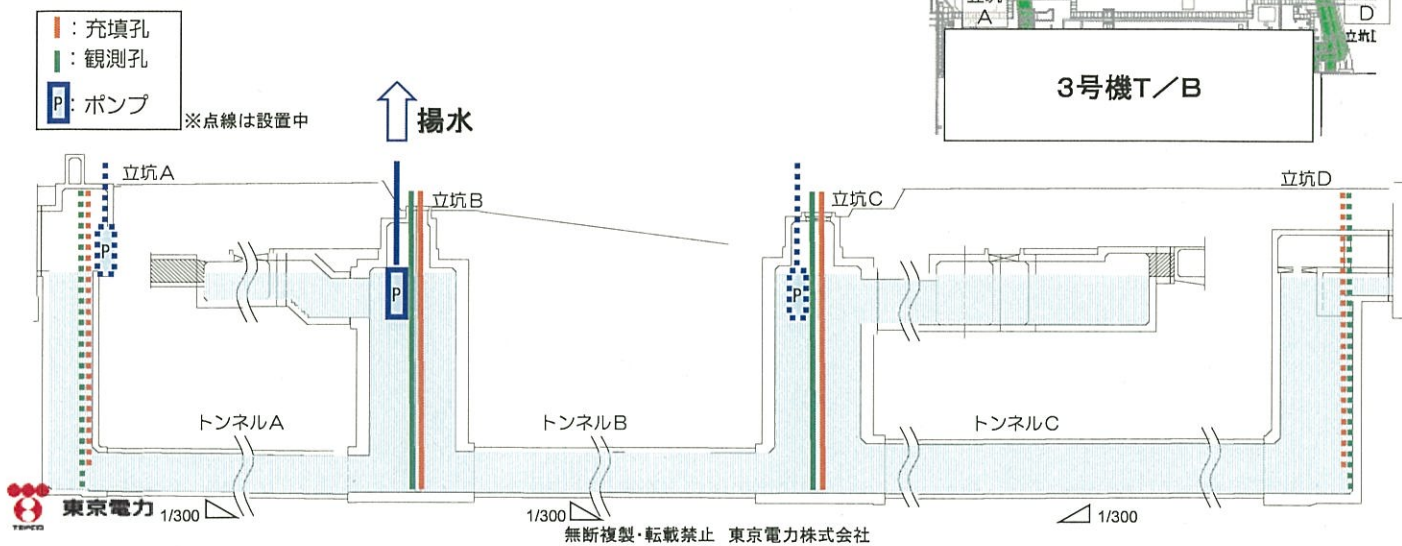 ：充填孔
：観測孔
P：ポンプ
※点線は設置中
揚水
A
D
3号機T／B
立坑A
立坑B
立坑C
立坑D
P
P
P
トンネルA
トンネルB
トンネルC
TEPCO
東京電力
1/300
1/300
1/300
無断複製・転載禁止 東京電力株式会社